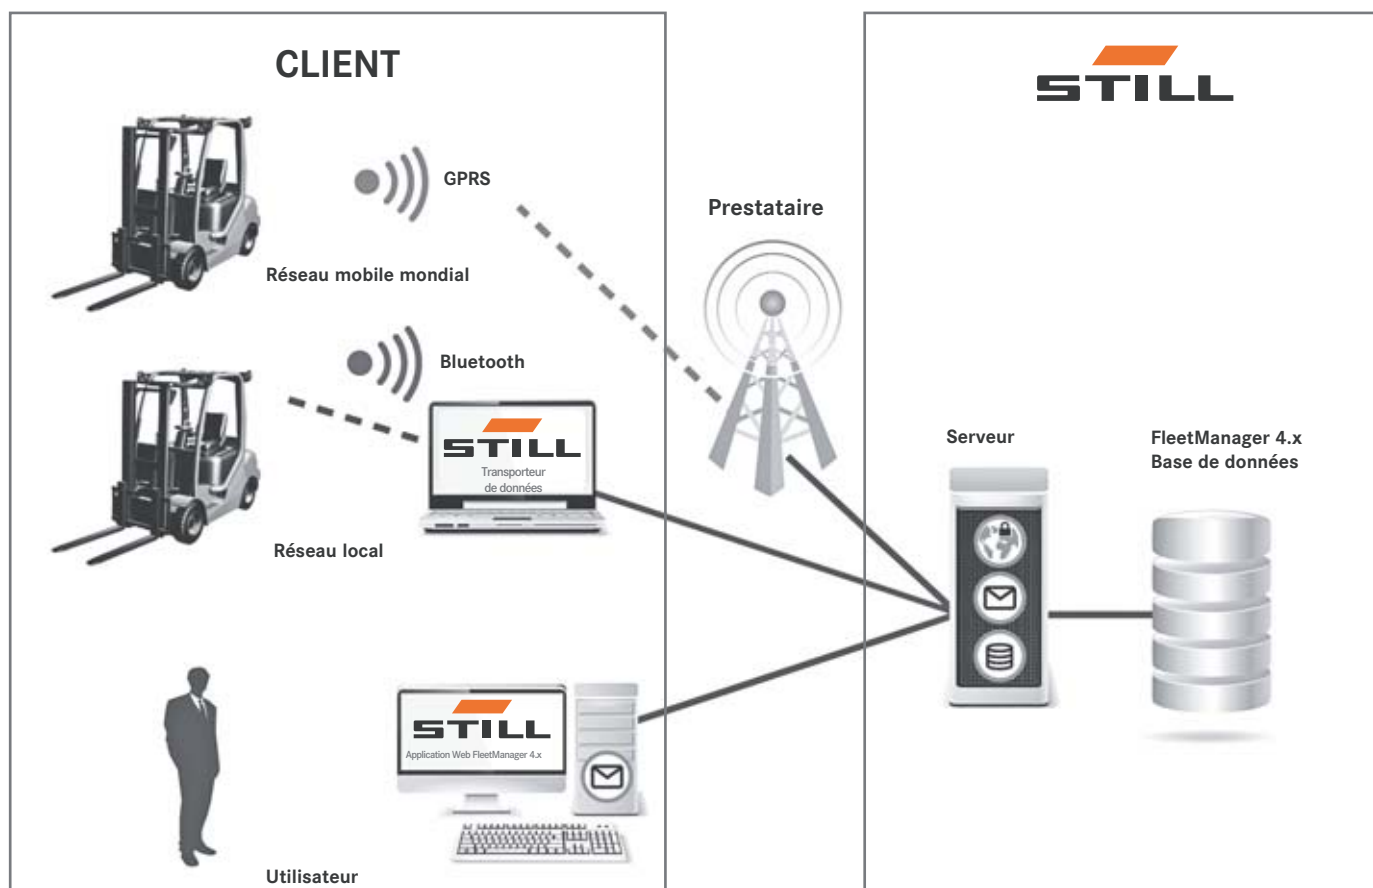 CLIENT
STILL
GPRS
Prestataire
Réseau mobile mondial
Bluetooth
STILL
Transporteur
de données
Serveur
FleetManager 4.x
Base de données
Réseau local
STILL
Application Web FleetManager 4.x
Utilisateur